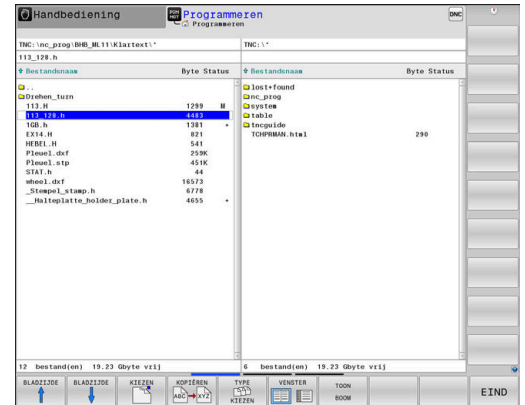 Handbediening
PGM MGT Programmeren
Programmeren
DNC
TNC:\nc_prog\BHB_ML11\Klartext\*
113_128.h
Bestandsnaam Byte Status
..
Drehen_turn
113.H 1299 M
113_128.h 4483
1GB.h 1381 +
EX14.H 821
HEBEL.H 541
Pleuel.dxf 259K
Pleuel.stp 451K
STAT.h 44
wheel.dxf 16573
_Stempel_stamp.h 6778
__Halteplatte_holder_plate.h 4655 +
12 bestand(en) 19.23 Gbyte vrij
TNC:\*
Bestandsnaam Byte Status
lost+found
nc_prog
system
table
tncguide
TCHPRMAN.html 290
6 bestand(en) 19.23 Gbyte vrij
BLADZIJDE
BLADZIJDE
KIEZEN
KOPIËREN
ABC XYZ
TYPE
KIEZEN
VENSTER
TOON
BOOM
EIND